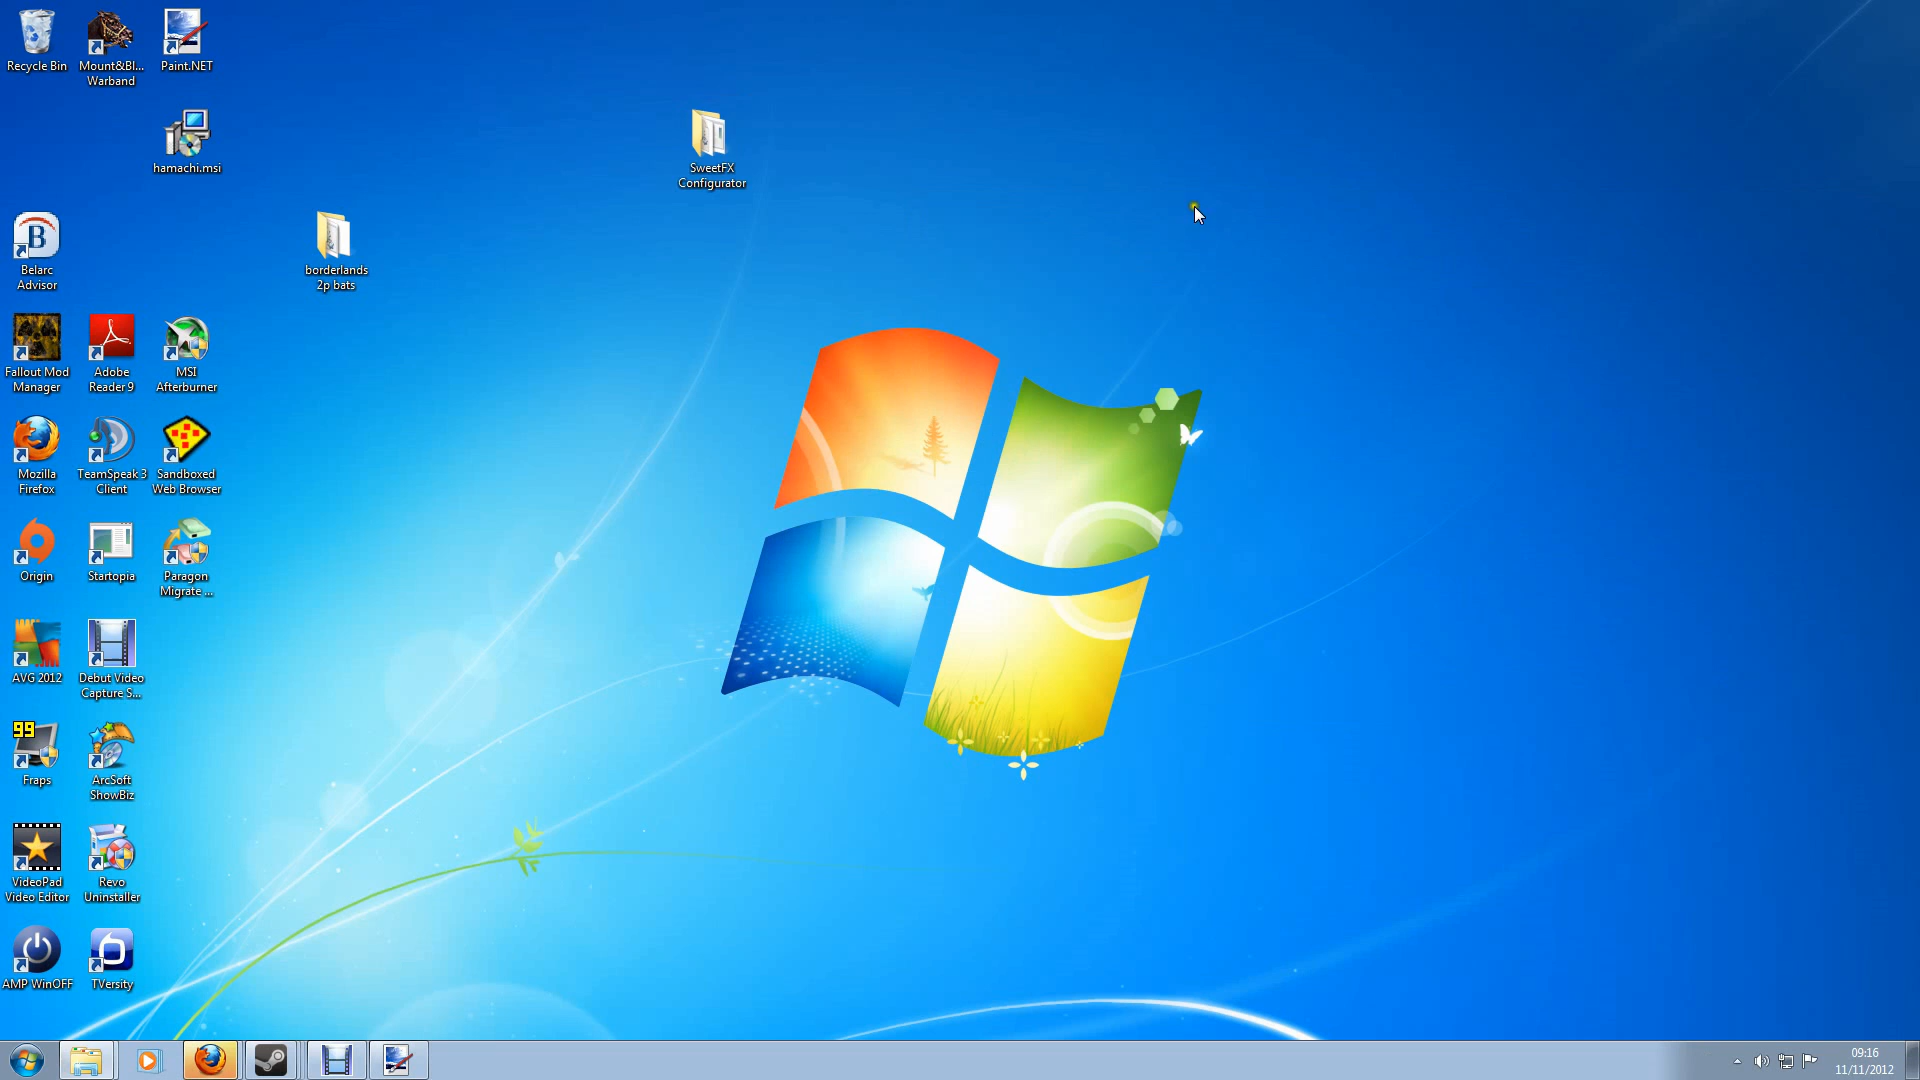 Recycle Bin
Mount&Bl...
Warband
Paint.NET
hamachi.msi
SweetFX
Configurator
B
Belarc
Advisor
borderlands
2p bats
Fallout Mod
Manager
Adobe
Reader 9
MSI
Afterburner
Mozilla
Firefox
TeamSpeak 3
Client
Sandboxed
Web Browser
Origin
Startopia
Paragon
Migrate ...
AVG 2012
Debut Video
Capture S...
99
Fraps
ArcSoft
ShowBiz
VideoPad
Video Editor
Revo
Uninstaller
AMP WinOFF
TVersity
09:16
11/11/2012